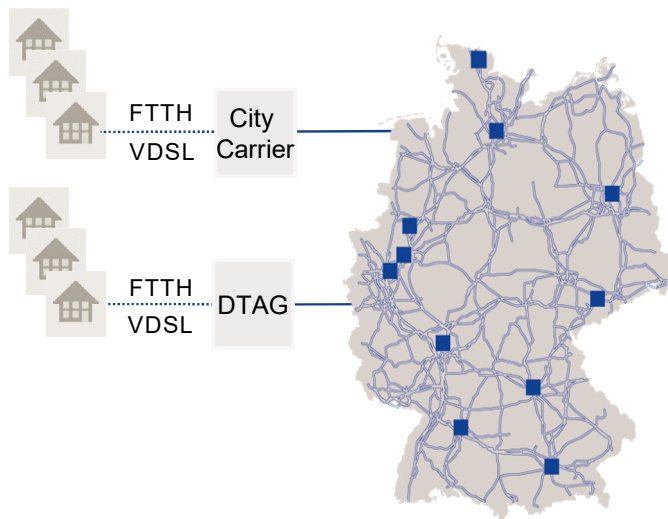 FTTH
VDSL
City
Carrier
FTTH
VDSL
DTAG